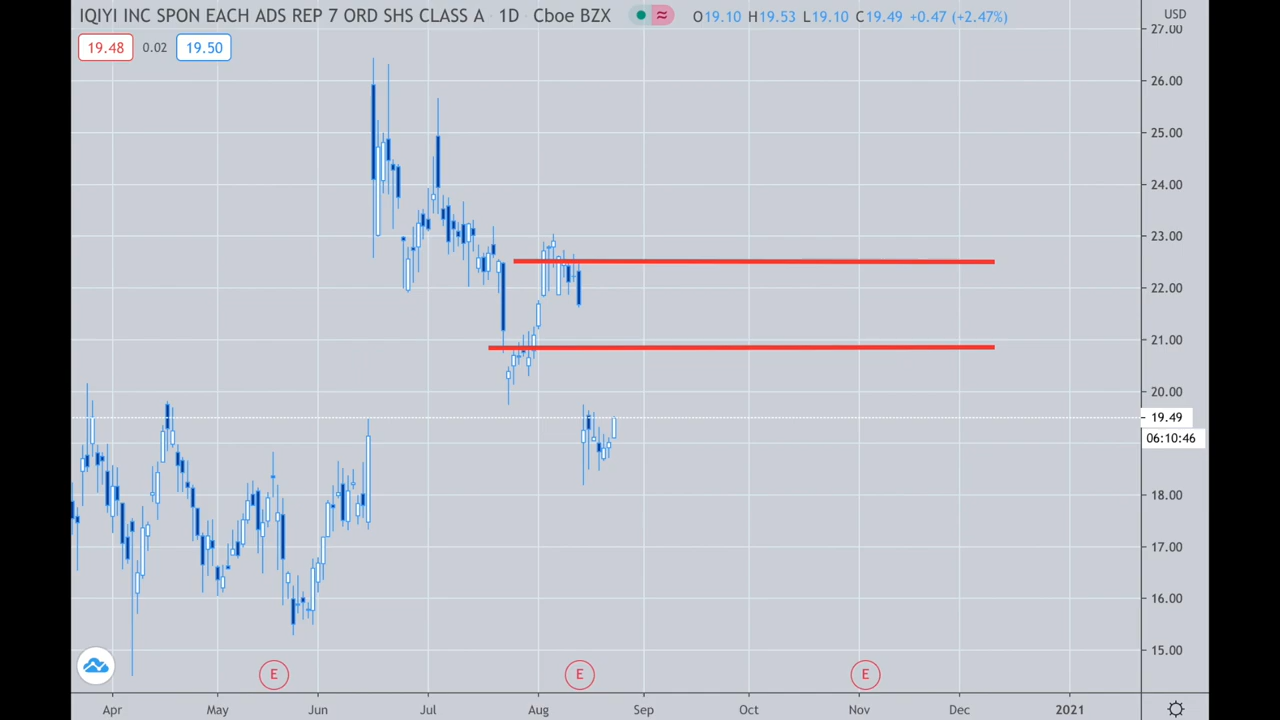 IQIYI INC SPON EACH ADS REP 7 ORD SHS CLASS A · 1D · Cboe BZX ≈ O19.10 H19.53 L19.10 C19.49 +0.47 (+2.47%)
USD
19.48 0.02 19.50
27.00
26.00
25.00
24.00
23.00
22.00
21.00
20.00
19.49
06:10:46
18.00
17.00
16.00
15.00
E E E
Apr May Jun Jul Aug Sep Oct Nov Dec 2021